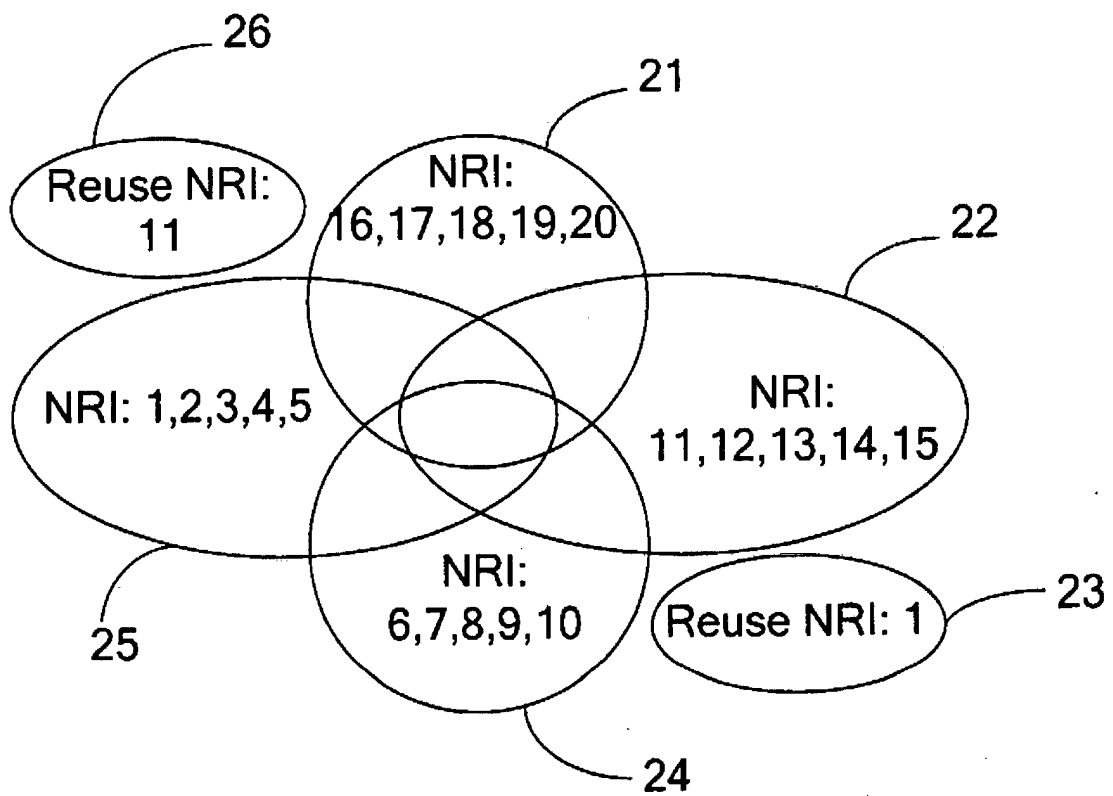 26
21
Reuse NRI:
11
NRI:
16,17,18,19,20
22
NRI: 1,2,3,4,5
NRI:
11,12,13,14,15
NRI:
6,7,8,9,10
Reuse NRI: 1
23
25
24